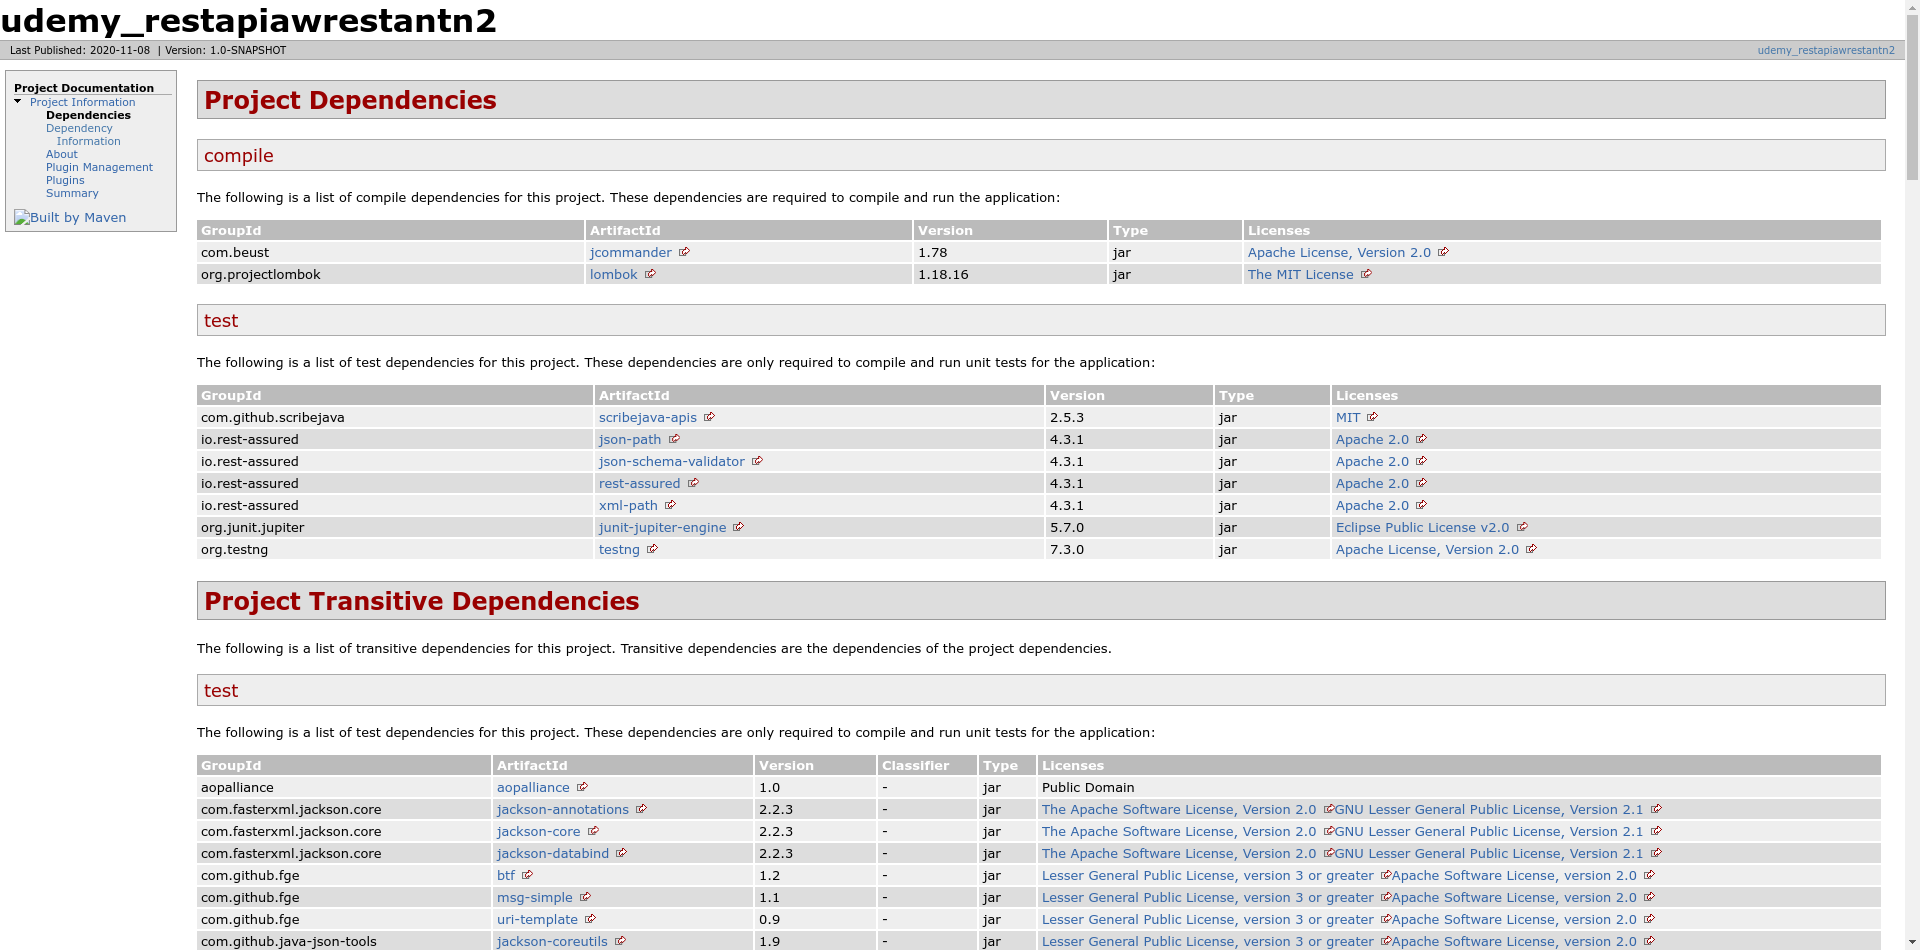 udemy_restapiawrestantn2
Last Published: 2020-11-08 | Version: 1.0-SNAPSHOT udemy_restapiawrestantn2
Project Documentation
Project Information
Dependencies
Dependency
Information
About
Plugin Management
Plugins
Summary
Built by Maven
Project Dependencies
compile
The following is a list of compile dependencies for this project. These dependencies are required to compile and run the application:
GroupId ArtifactId Version Type Licenses
com.beust jcommander 1.78 jar Apache License, Version 2.0
org.projectlombok lombok 1.18.16 jar The MIT License
test
The following is a list of test dependencies for this project. These dependencies are only required to compile and run unit tests for the application:
GroupId ArtifactId Version Type Licenses
com.github.scribejava scribejava-apis 2.5.3 jar MIT
io.rest-assured json-path 4.3.1 jar Apache 2.0
io.rest-assured json-schema-validator 4.3.1 jar Apache 2.0
io.rest-assured rest-assured 4.3.1 jar Apache 2.0
io.rest-assured xml-path 4.3.1 jar Apache 2.0
org.junit.jupiter junit-jupiter-engine 5.7.0 jar Eclipse Public License v2.0
org.testng testng 7.3.0 jar Apache License, Version 2.0
Project Transitive Dependencies
The following is a list of transitive dependencies for this project. Transitive dependencies are the dependencies of the project dependencies.
test
The following is a list of test dependencies for this project. These dependencies are only required to compile and run unit tests for the application:
GroupId ArtifactId Version Classifier Type Licenses
aopalliance aopalliance 1.0 - jar Public Domain
com.fasterxml.jackson.core jackson-annotations 2.2.3 - jar The Apache Software License, Version 2.0 GNU Lesser General Public License, Version 2.1
com.fasterxml.jackson.core jackson-core 2.2.3 - jar The Apache Software License, Version 2.0 GNU Lesser General Public License, Version 2.1
com.fasterxml.jackson.core jackson-databind 2.2.3 - jar The Apache Software License, Version 2.0 GNU Lesser General Public License, Version 2.1
com.github.fge btf 1.2 - jar Lesser General Public License, version 3 or greater Apache Software License, version 2.0
com.github.fge msg-simple 1.1 - jar Lesser General Public License, version 3 or greater Apache Software License, version 2.0
com.github.fge uri-template 0.9 - jar Lesser General Public License, version 3 or greater Apache Software License, version 2.0
com.github.java-json-tools jackson-coreutils 1.9 - jar Lesser General Public License, version 3 or greater Apache Software License, version 2.0